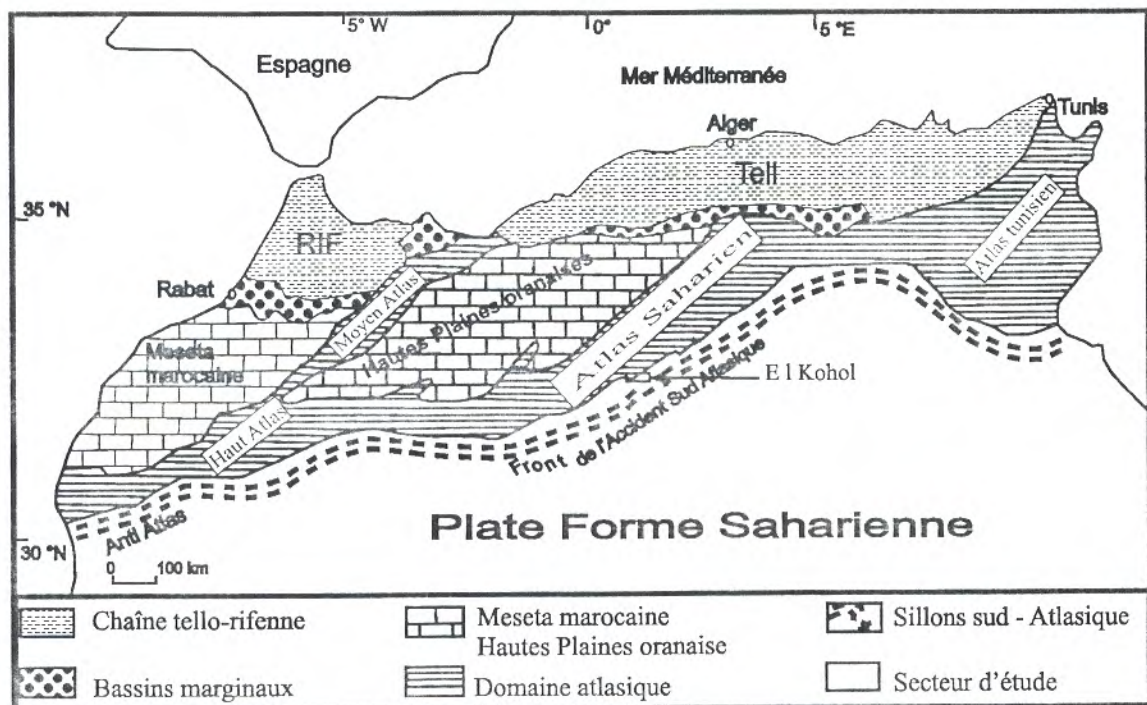 5° W
0°
5 °E
Espagne
Mer Méditerranée
Tunis
Alger
Tell
35 °N
RIF
Atlas tunisien
Rabat
Moyen Atlas
Hautes Plaines oranaises
Atlas Saharien
Meseta
marocaine
E l Kohol
Haut Atlas
Front de l'Accident Sud Atlasique
Anti Atlas
Plate Forme Saharienne
30 °N
0 100 km
Chaîne tello-rifenne
Meseta marocaine
Hautes Plaines oranaise
Sillons sud - Atlasique
Bassins marginaux
Domaine atlasique
Secteur d'étude